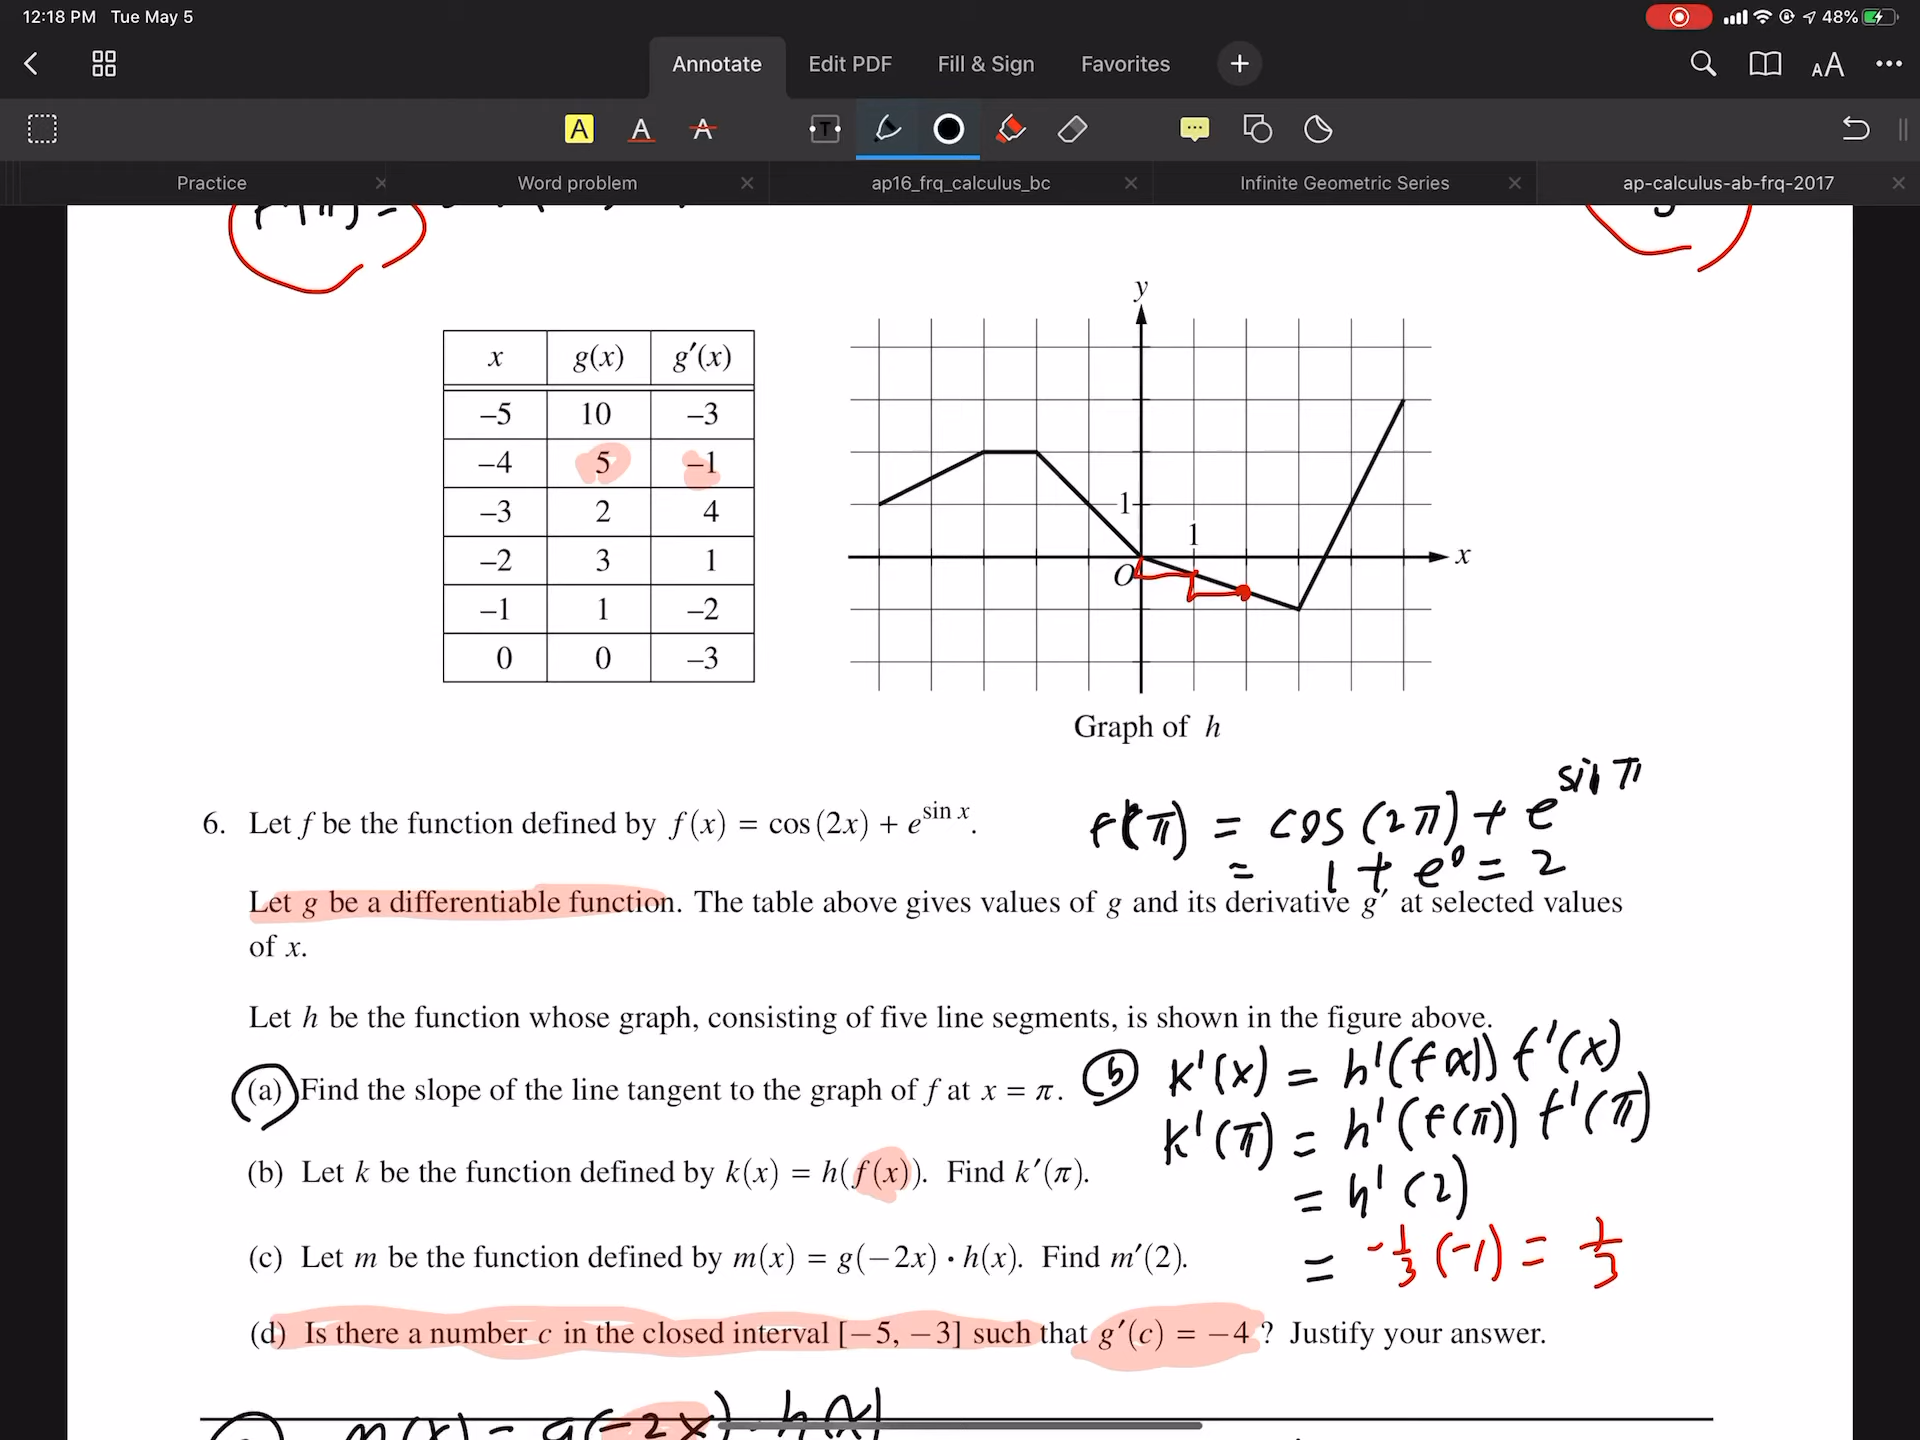 12:18 PM Tue May 5
48%
Annotate Edit PDF Fill & Sign Favorites
Practice Word problem ap16_frq_calculus_bc Infinite Geometric Series ap-calculus-ab-frq-2017
x g(x) g′(x)
–5 10 –3
–4 5 –1
–3 2 4
–2 3 1
–1 1 –2
0 0 –3
y
1
1
O
x
Graph of h
6. Let f be the function defined by f(x) = cos(2x) + e^{sin x}.
f(π) = cos(2π) + e^{sin π}
= 1 + e⁰ = 2
Let g be a differentiable function. The table above gives values of g and its derivative g′ at selected values
of x.
Let h be the function whose graph, consisting of five line segments, is shown in the figure above.
(a) Find the slope of the line tangent to the graph of f at x = π.
(b) K'(x) = h'(f(x)) f'(x)
K'(π) = h'(f(π)) f'(π)
= h'(2)
= -1/3 (-1) = 1/3
(b) Let k be the function defined by k(x) = h(f(x)). Find k′(π).
(c) Let m be the function defined by m(x) = g(−2x) · h(x). Find m′(2).
(d) Is there a number c in the closed interval [−5, −3] such that g′(c) = −4 ? Justify your answer.
m(x) = g(-2x) · h(x)